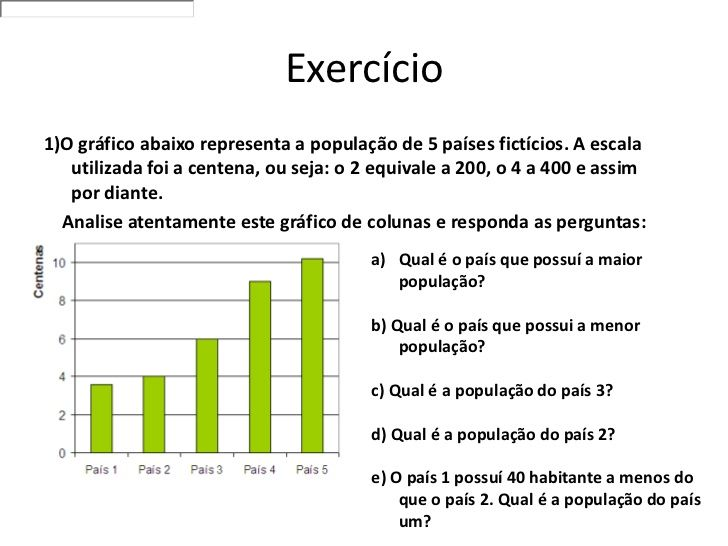 Exercício
1)O gráfico abaixo representa a população de 5 países fictícios. A escala
utilizada foi a centena, ou seja: o 2 equivale a 200, o 4 a 400 e assim
por diante.
Analise atentamente este gráfico de colunas e responda as perguntas:
Centenas
10
8
6
4
2
0
País 1 País 2 País 3 País 4 País 5
a) Qual é o país que possuí a maior
população?
b) Qual é o país que possui a menor
população?
c) Qual é a população do país 3?
d) Qual é a população do país 2?
e) O país 1 possuí 40 habitante a menos do
que o país 2. Qual é a população do país
um?